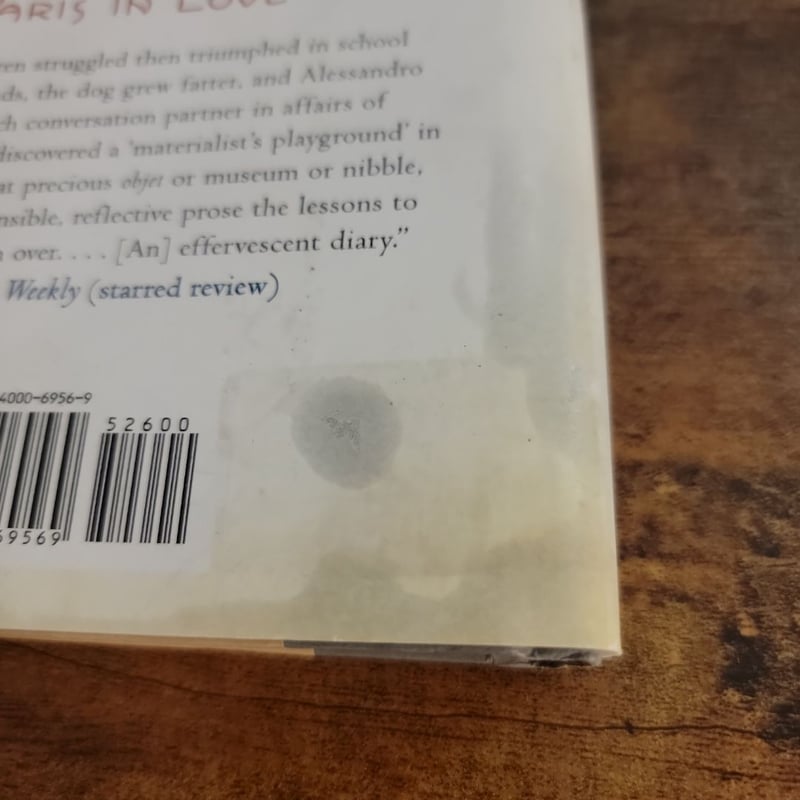 ARIS IN LOVE
en struggled then triumphed in school
ds, the dog grew fatter, and Alessandro
ch conversation partner in affairs of
discovered a 'materialist's playground' in
at precious objet or museum or nibble,
nsible, reflective prose the lessons to
n over. . . . [An] effervescent diary."
Weekly (starred review)
4000-6956-9
52600
69569